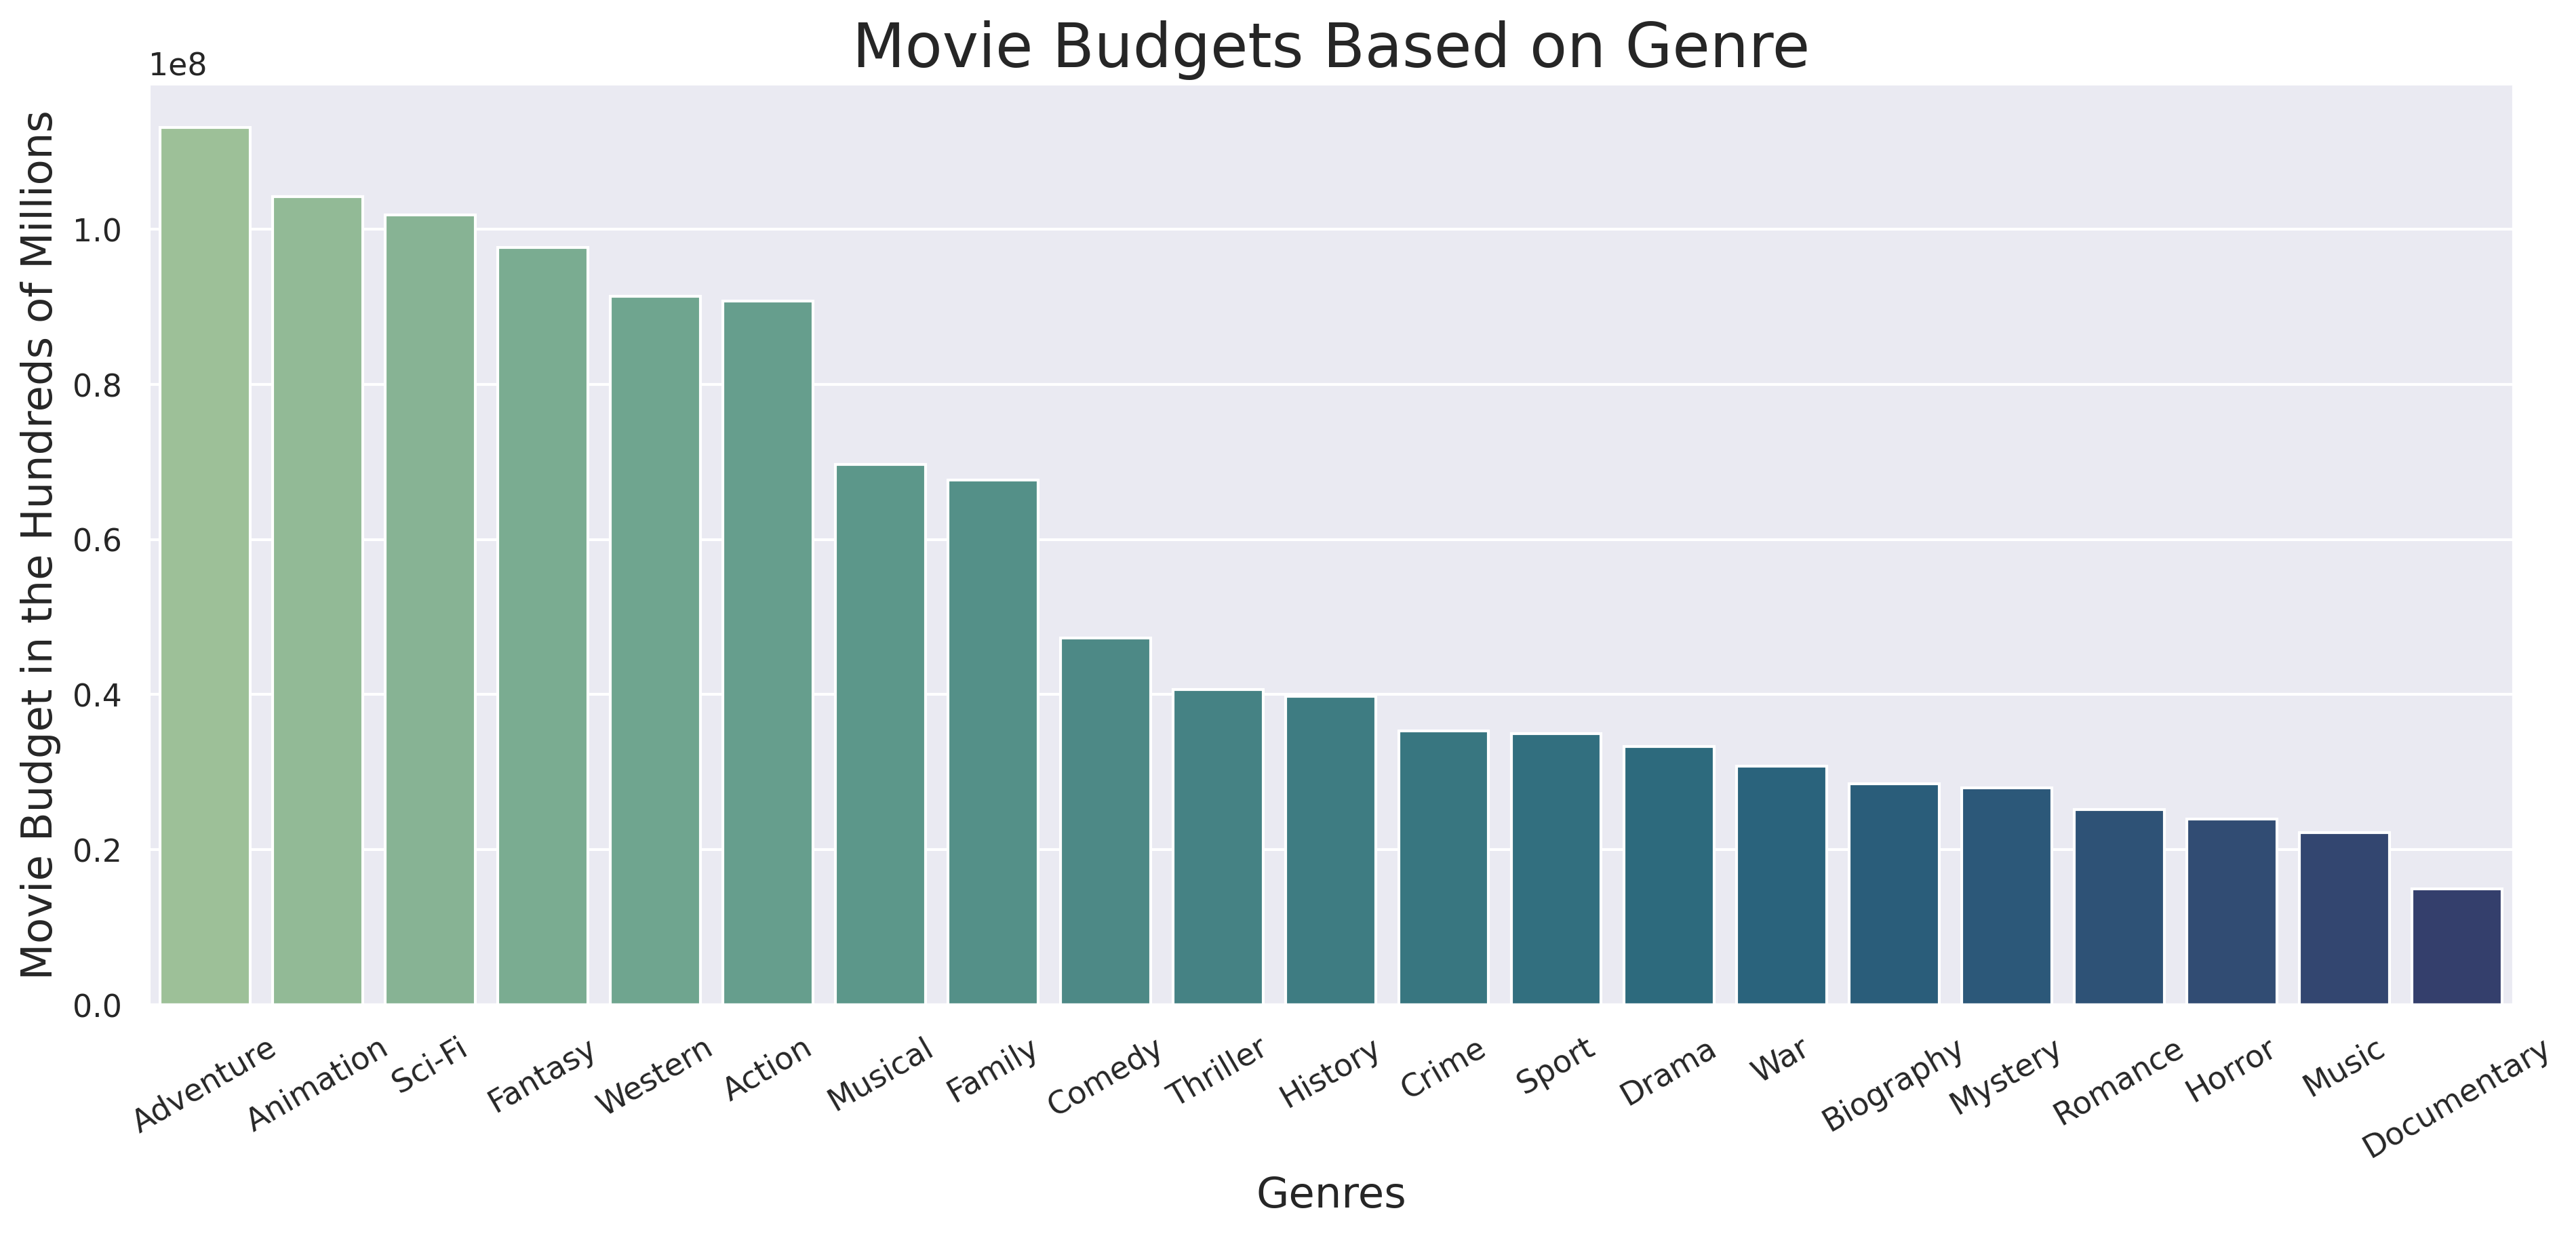 Movie Budgets Based on Genre
1e8
Movie Budget in the Hundreds of Millions
1.0
0.8
0.6
0.4
0.2
0.0
Adventure
Animation
Sci-Fi
Fantasy
Western
Action
Musical
Family
Comedy
Thriller
History
Crime
Sport
Drama
War
Biography
Mystery
Romance
Horror
Music
Documentary
Genres